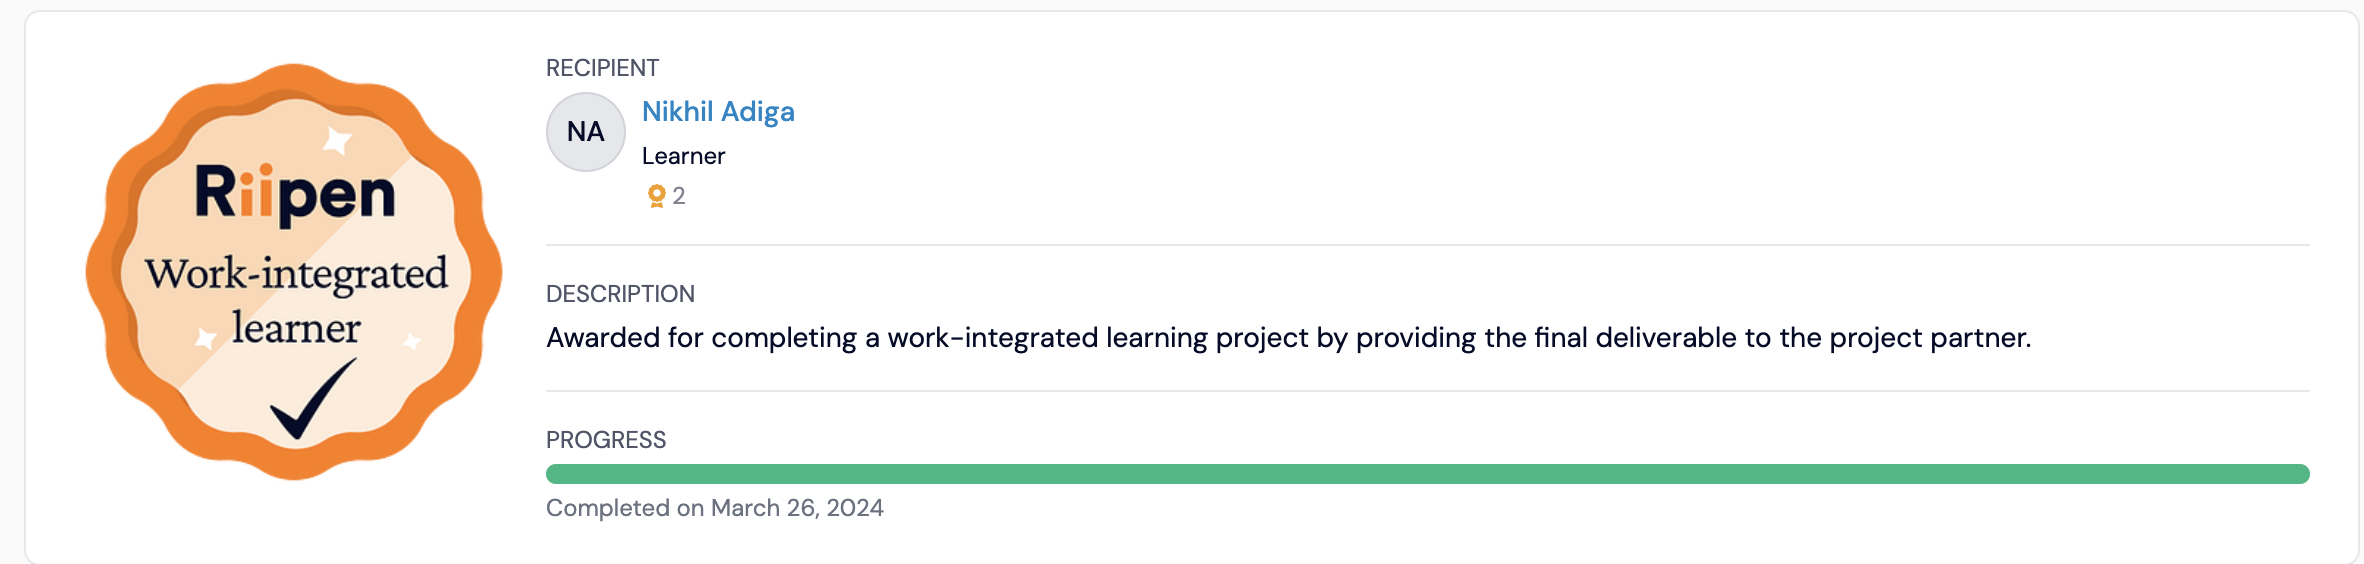 Riipen
Work-integrated
learner
RECIPIENT
NA
Nikhil Adiga
Learner
2
DESCRIPTION
Awarded for completing a work-integrated learning project by providing the final deliverable to the project partner.
PROGRESS
Completed on March 26, 2024